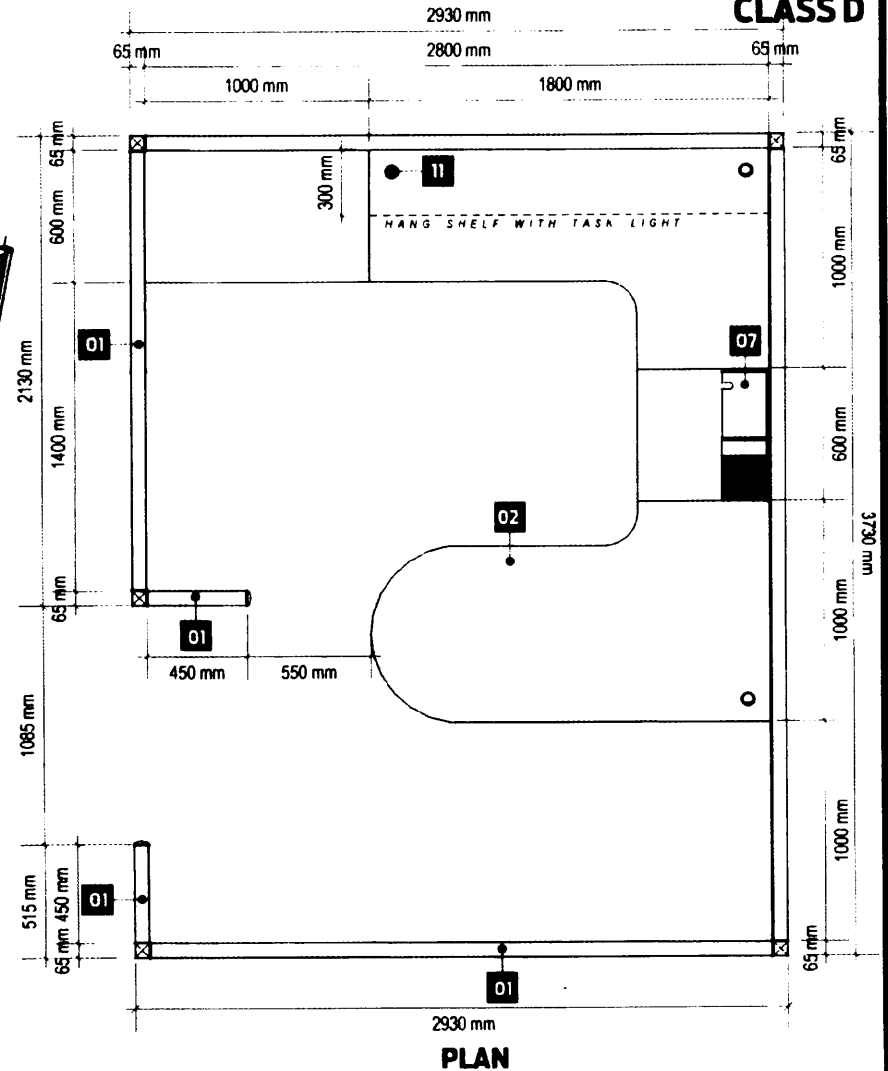 CLASS D
2930 mm
65 mm
2800 mm
65 mm
1000 mm
1800 mm
65 mm
600 mm
2130 mm
1400 mm
65 mm
1085 mm
515 mm
450 mm
65 mm
300 mm
11
HANG SHELF WITH TASK LIGHT
01
07
02
01
450 mm
550 mm
01
01
65 mm
1000 mm
600 mm
3730 mm
1000 mm
1000 mm
65 mm
2930 mm
PLAN